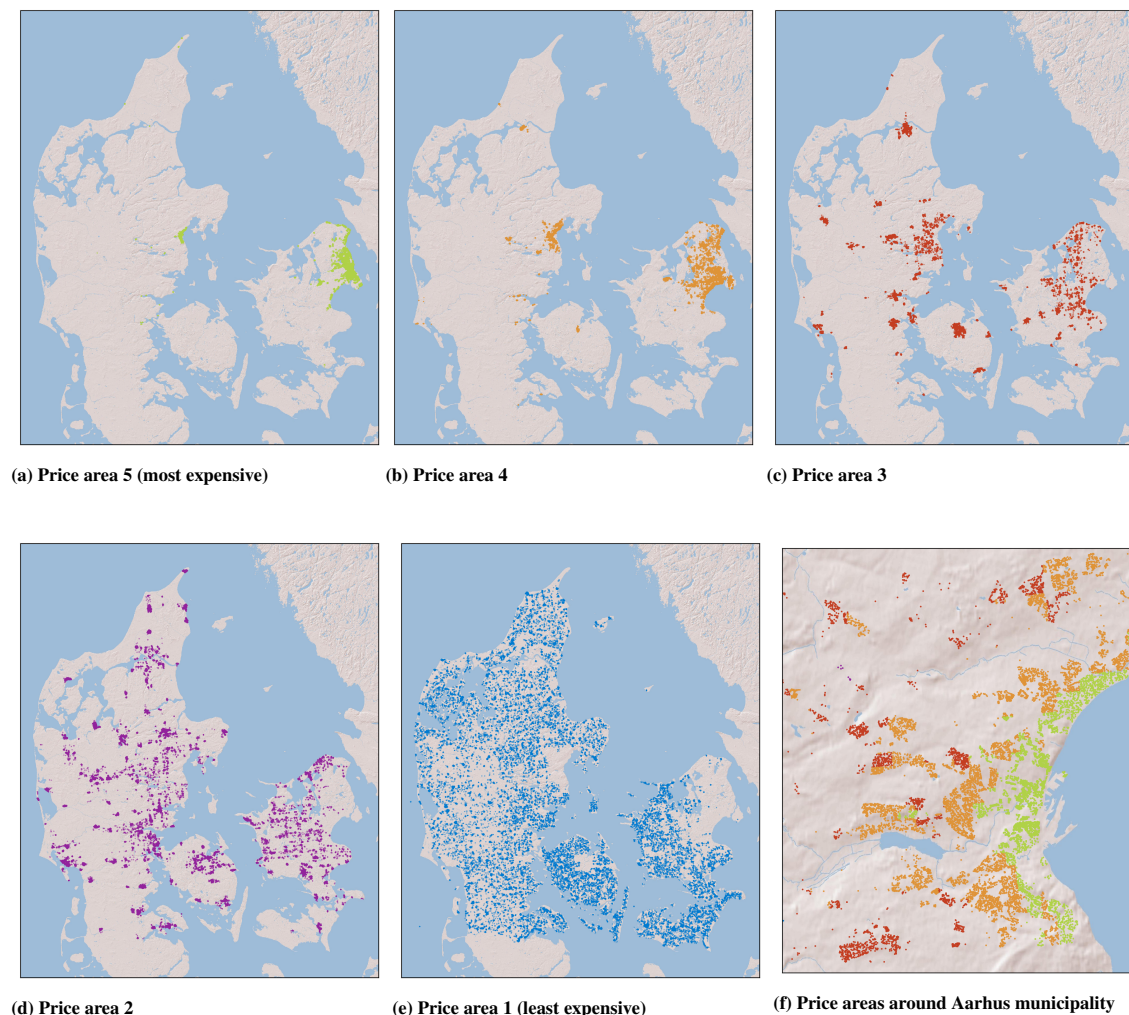 (a) Price area 5 (most expensive)
(b) Price area 4
(c) Price area 3
(d) Price area 2
(e) Price area 1 (least expensive)
(f) Price areas around Aarhus municipality